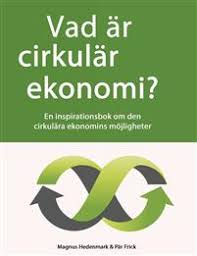 Vad är
cirkulär
ekonomi?
En inspirationsbok om den
cirkulära ekonomins möjligheter
Magnus Hedenmark & Pär Frick